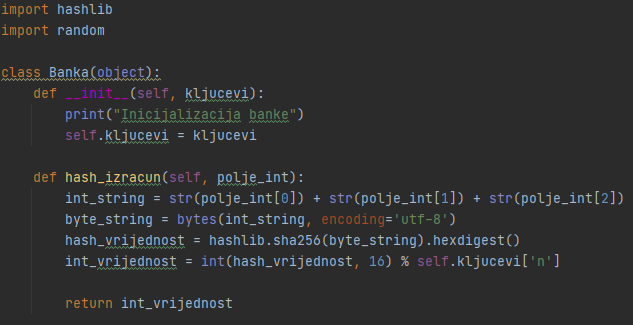 import hashlib
import random
class Banka(object):
def __init__(self, kljucevi):
print("Inicijalizacija banke")
self.kljucevi = kljucevi
def hash_izracun(self, polje_int):
int_string = str(polje_int[0]) + str(polje_int[1]) + str(polje_int[2])
byte_string = bytes(int_string, encoding='utf-8')
hash_vrijednost = hashlib.sha256(byte_string).hexdigest()
int_vrijednost = int(hash_vrijednost, 16) % self.kljucevi['n']
return int_vrijednost